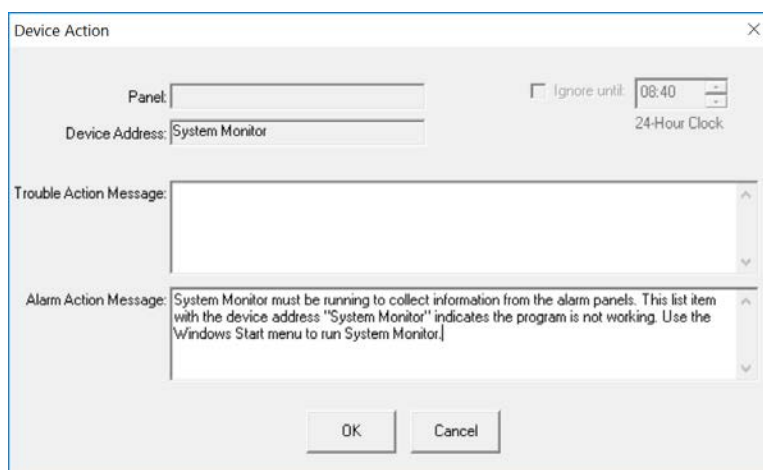 Device Action
Panel:
Ignore until: 08:40
24-Hour Clock
Device Address: System Monitor
Trouble Action Message:
Alarm Action Message: System Monitor must be running to collect information from the alarm panels. This list item
with the device address "System Monitor" indicates the program is not working. Use the
Windows Start menu to run System Monitor.
OK Cancel